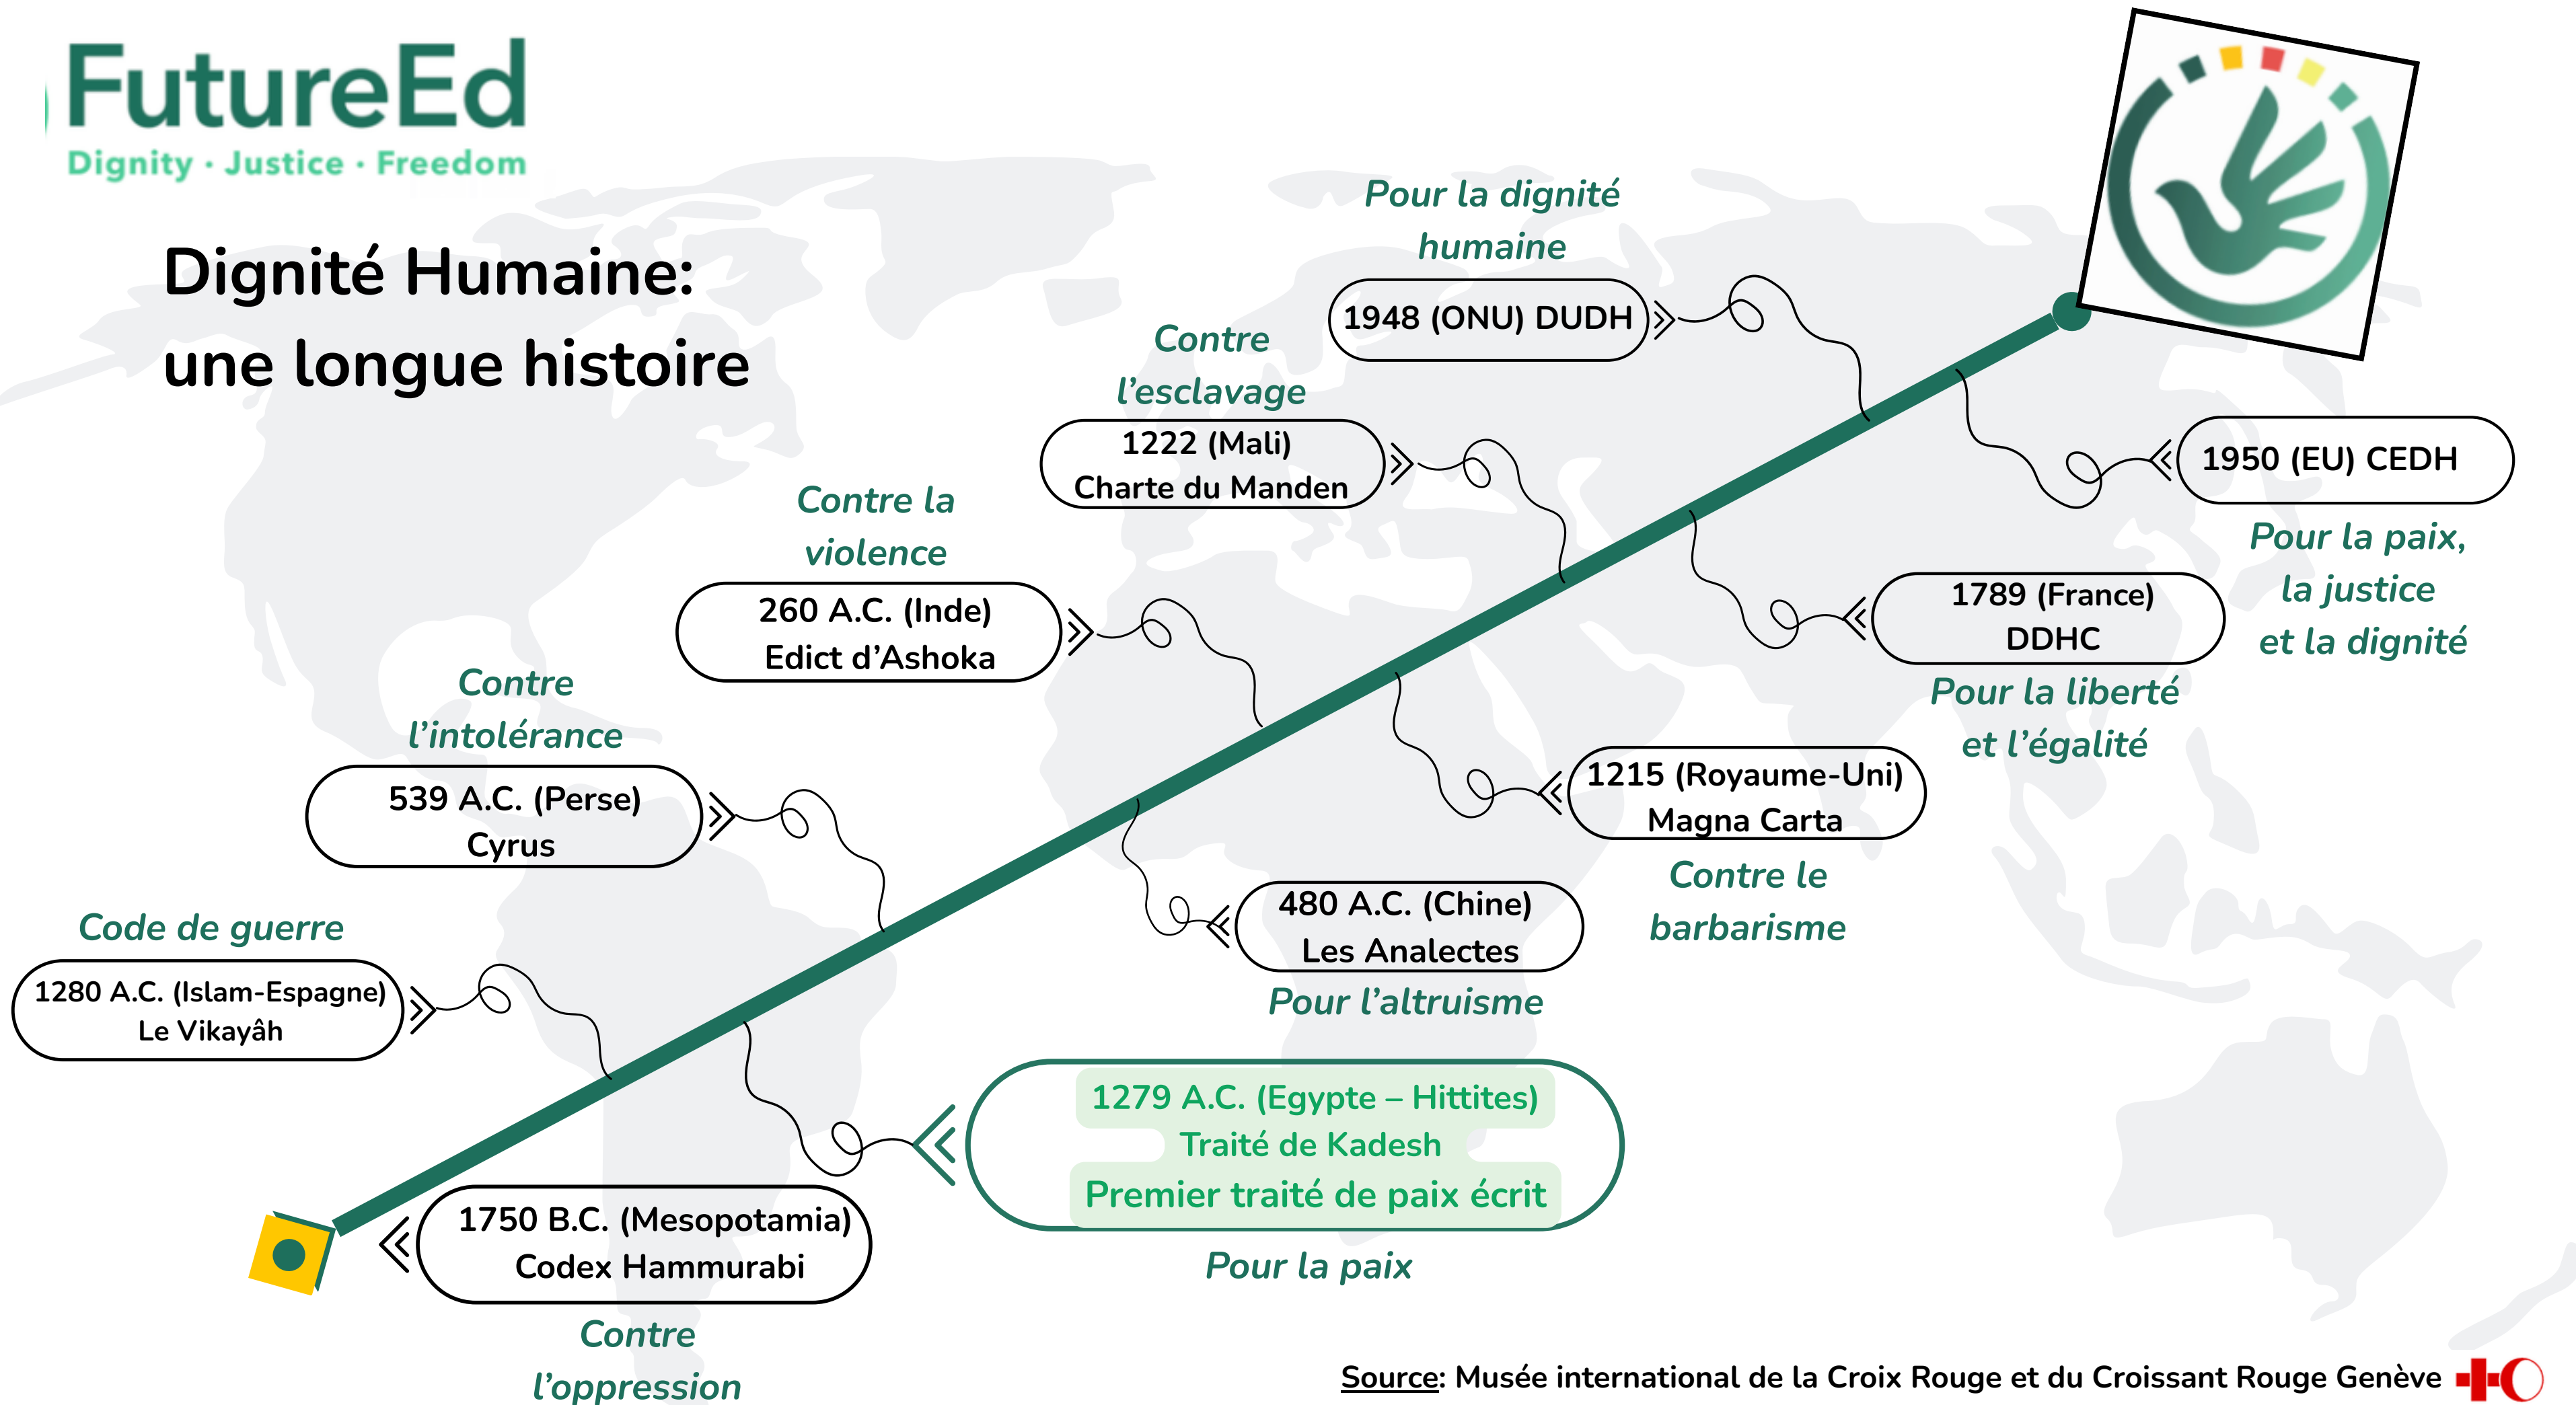 FutureEd
Dignity · Justice · Freedom
Dignité Humaine:
une longue histoire
Pour la dignité
humaine
1948 (ONU) DUDH
Contre
l’esclavage
1222 (Mali)
Charte du Manden
1950 (EU) CEDH
Pour la paix,
la justice
et la dignité
Contre la
violence
260 A.C. (Inde)
Edict d’Ashoka
1789 (France)
DDHC
Pour la liberté
et l’égalité
Contre
l’intolérance
539 A.C. (Perse)
Cyrus
1215 (Royaume-Uni)
Magna Carta
Contre le
barbarisme
480 A.C. (Chine)
Les Analectes
Pour l’altruisme
Code de guerre
1280 A.C. (Islam-Espagne)
Le Vikayâh
1279 A.C. (Egypte – Hittites)
Traité de Kadesh
Premier traité de paix écrit
Pour la paix
1750 B.C. (Mesopotamia)
Codex Hammurabi
Contre
l’oppression
Source: Musée international de la Croix Rouge et du Croissant Rouge Genève